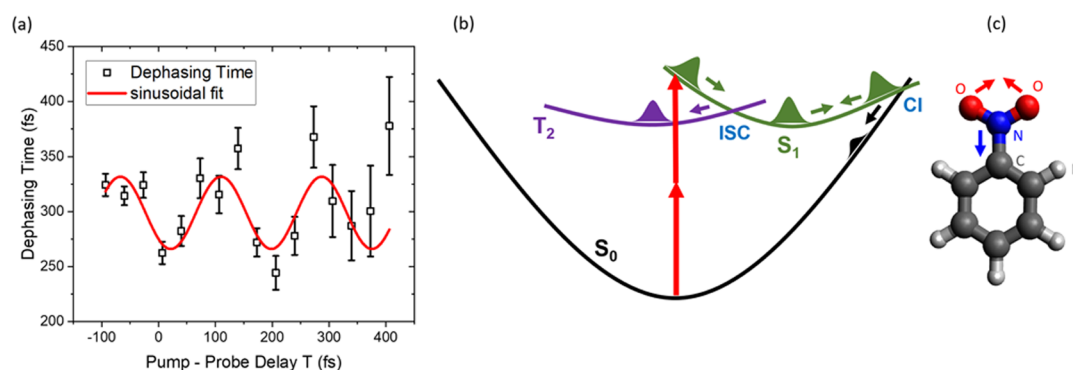 (a)
450
400
350
300
250
200
Dephasing Time (fs)
Dephasing Time
sinusoidal fit
-100
0
100
200
300
400
Pump - Probe Delay T (fs)
(b)
T2
ISC
S1
CI
S0
(c)
O
O
N
C